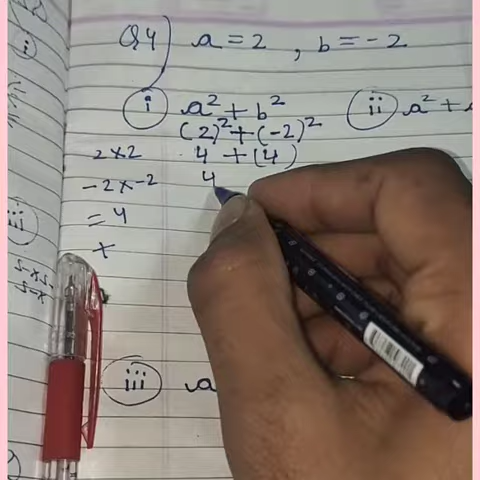 Q4) a = 2 , b = -2
(i) a² + b² (ii) a² +
(2)² + (-2)²
2×2 4 + (4)
-2×-2 4
= 4
+
(iii) a
(i)
(iii)